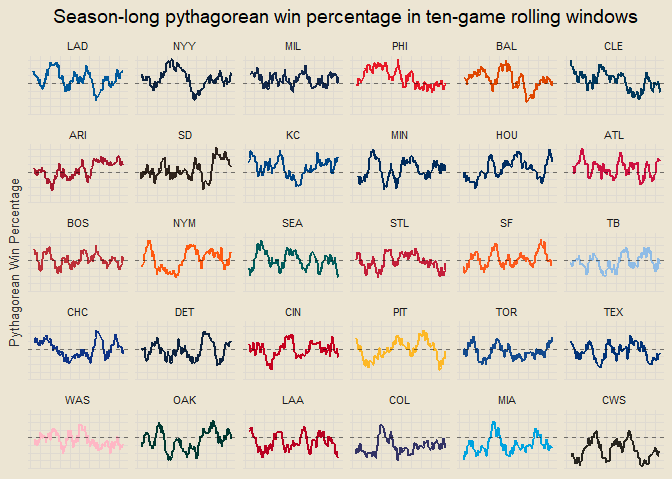 Season-long pythagorean win percentage in ten-game rolling windows
LAD NYY MIL PHI BAL CLE
ARI SD KC MIN HOU ATL
BOS NYM SEA STL SF TB
CHC DET CIN PIT TOR TEX
WAS OAK LAA COL MIA CWS
Pythagorean Win Percentage